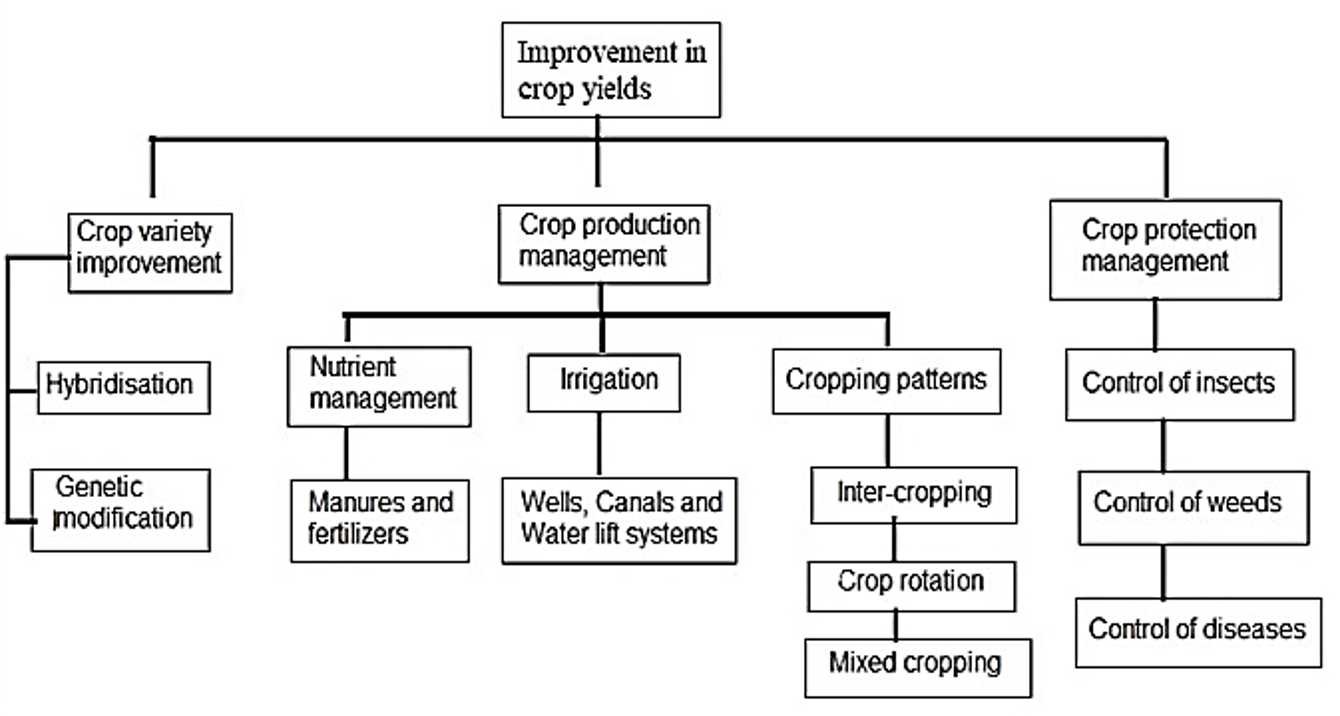 Improvement in
crop yields
Crop variety
improvement
Hybridisation
Genetic
modification
Crop production
management
Nutrient
management
Manures and
fertilizers
Irrigation
Wells, Canals and
Water lift systems
Cropping patterns
Inter-cropping
Crop rotation
Mixed cropping
Crop protection
management
Control of insects
Control of weeds
Control of diseases